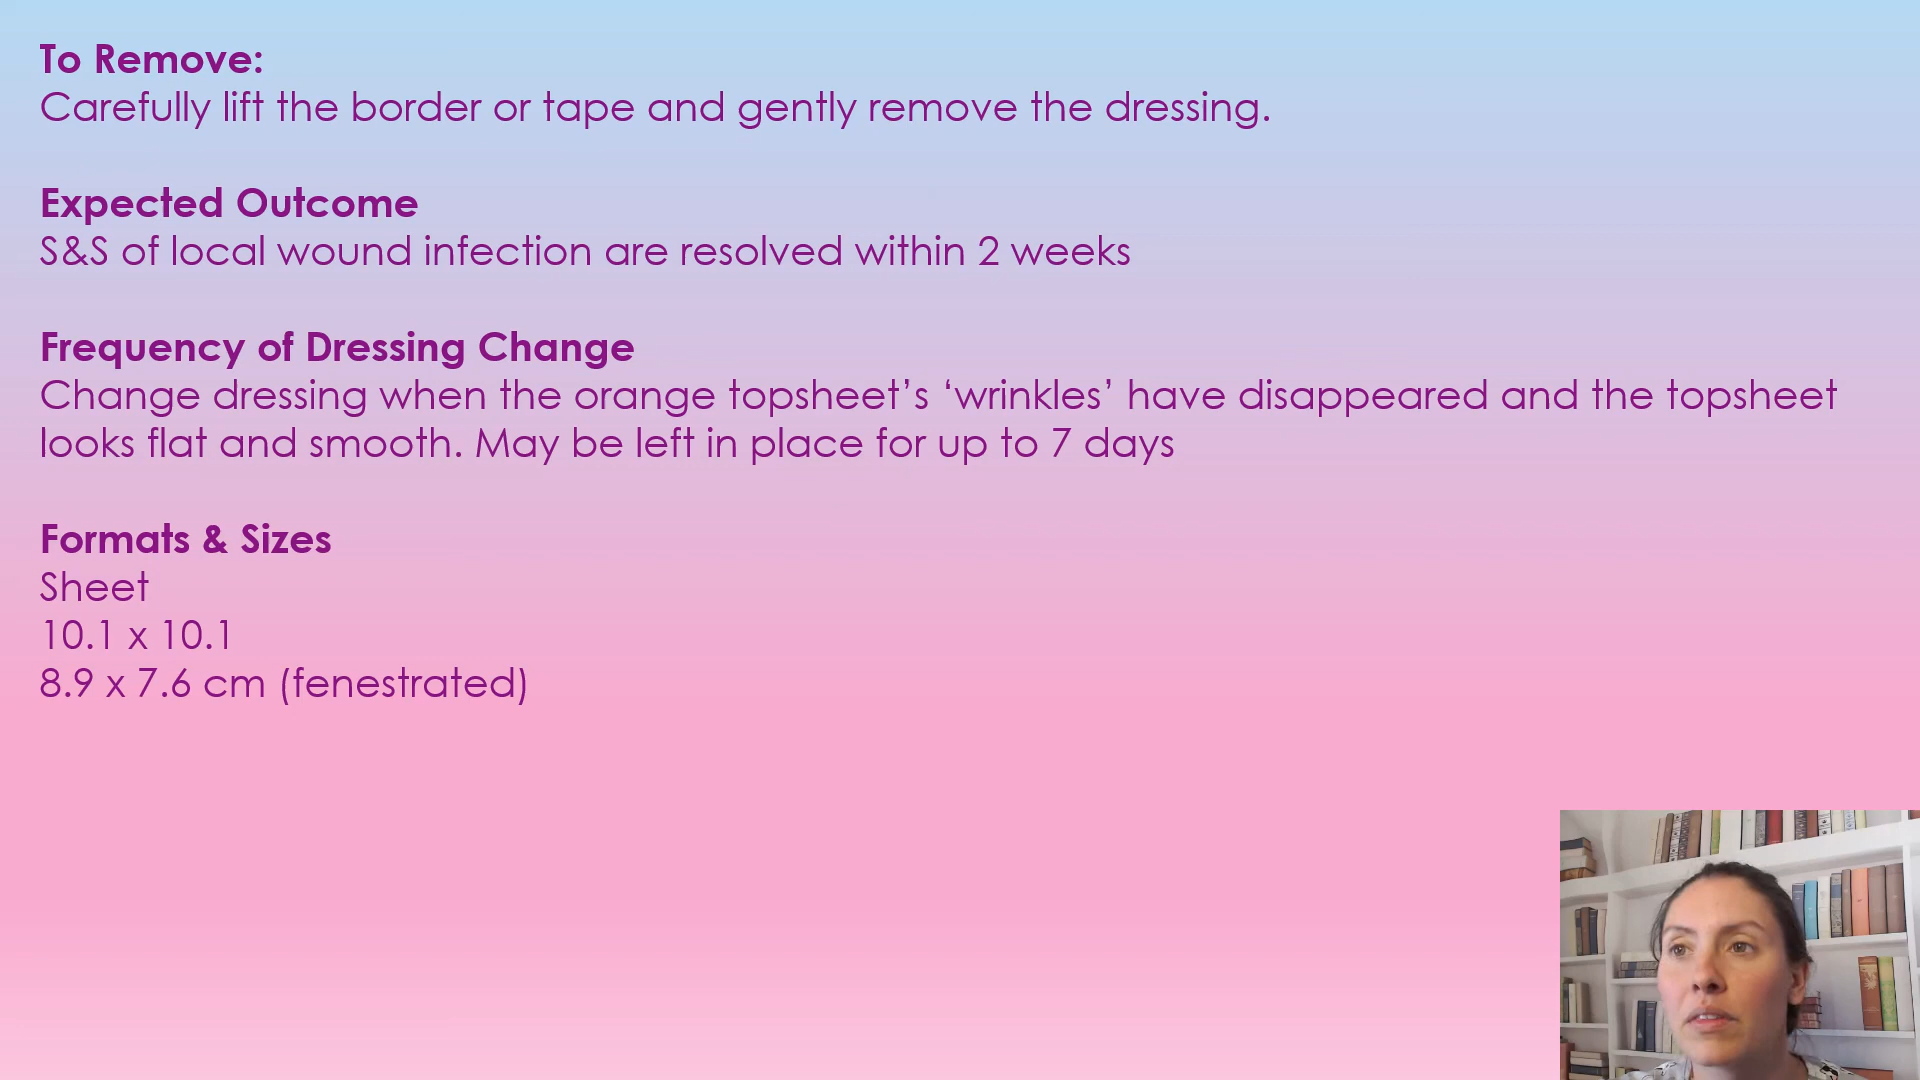 To Remove:
Carefully lift the border or tape and gently remove the dressing.
Expected Outcome
S&S of local wound infection are resolved within 2 weeks
Frequency of Dressing Change
Change dressing when the orange topsheet’s ‘wrinkles’ have disappeared and the topsheet
looks flat and smooth. May be left in place for up to 7 days
Formats & Sizes
Sheet
10.1 x 10.1
8.9 x 7.6 cm (fenestrated)